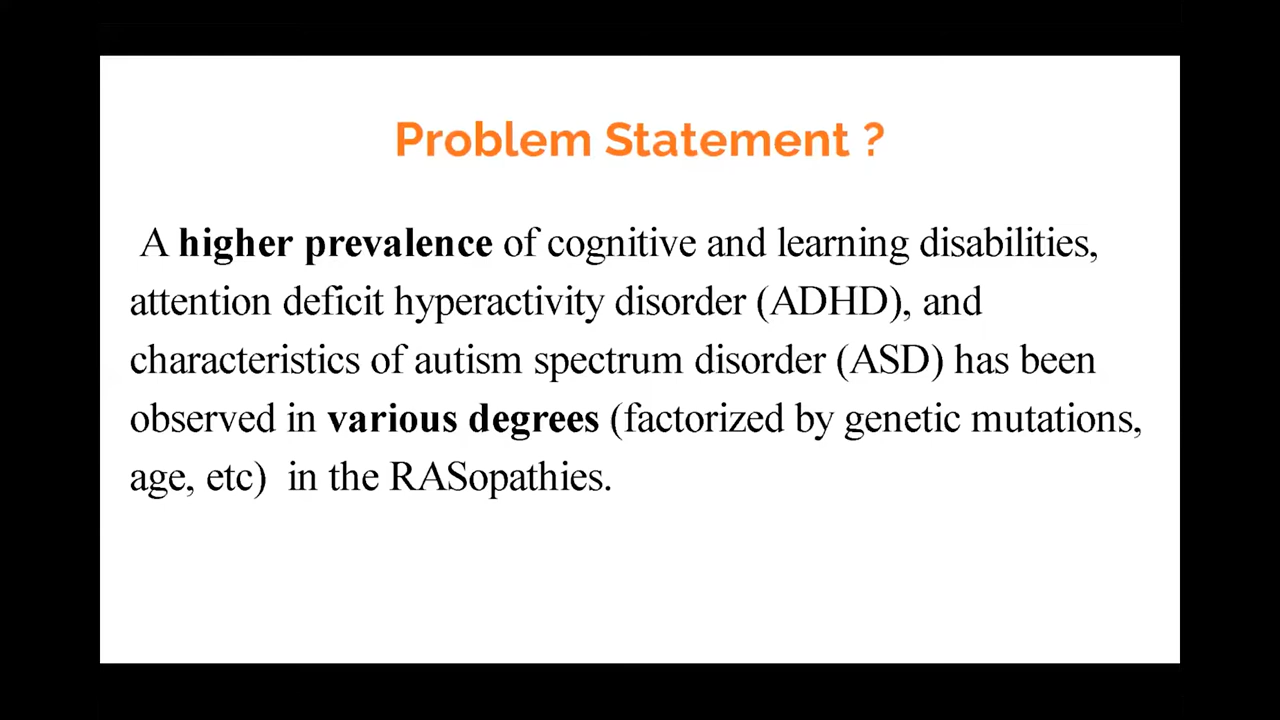 Problem Statement ?
A higher prevalence of cognitive and learning disabilities,
attention deficit hyperactivity disorder (ADHD), and
characteristics of autism spectrum disorder (ASD) has been
observed in various degrees (factorized by genetic mutations,
age, etc)  in the RASopathies.